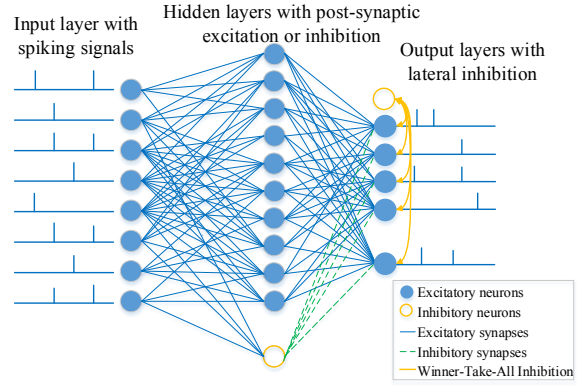 Input layer with
spiking signals
Hidden layers with post-synaptic
excitation or inhibition
Output layers with
lateral inhibition
Excitatory neurons
Inhibitory neurons
Excitatory synapses
Inhibitory synapses
Winner-Take-All Inhibition